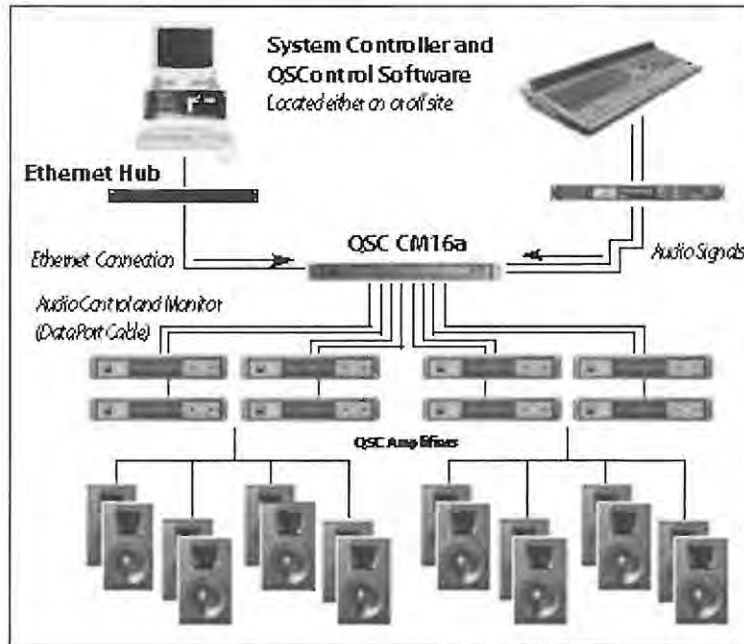 System Controller and
QSControl Software
Located either on or off site
Ethernet Hub
QSC CM16a
Ethernet Connection
Audio Signals
Audio Control and Monitor
(DataPort Cable)
QSC Amplifiers